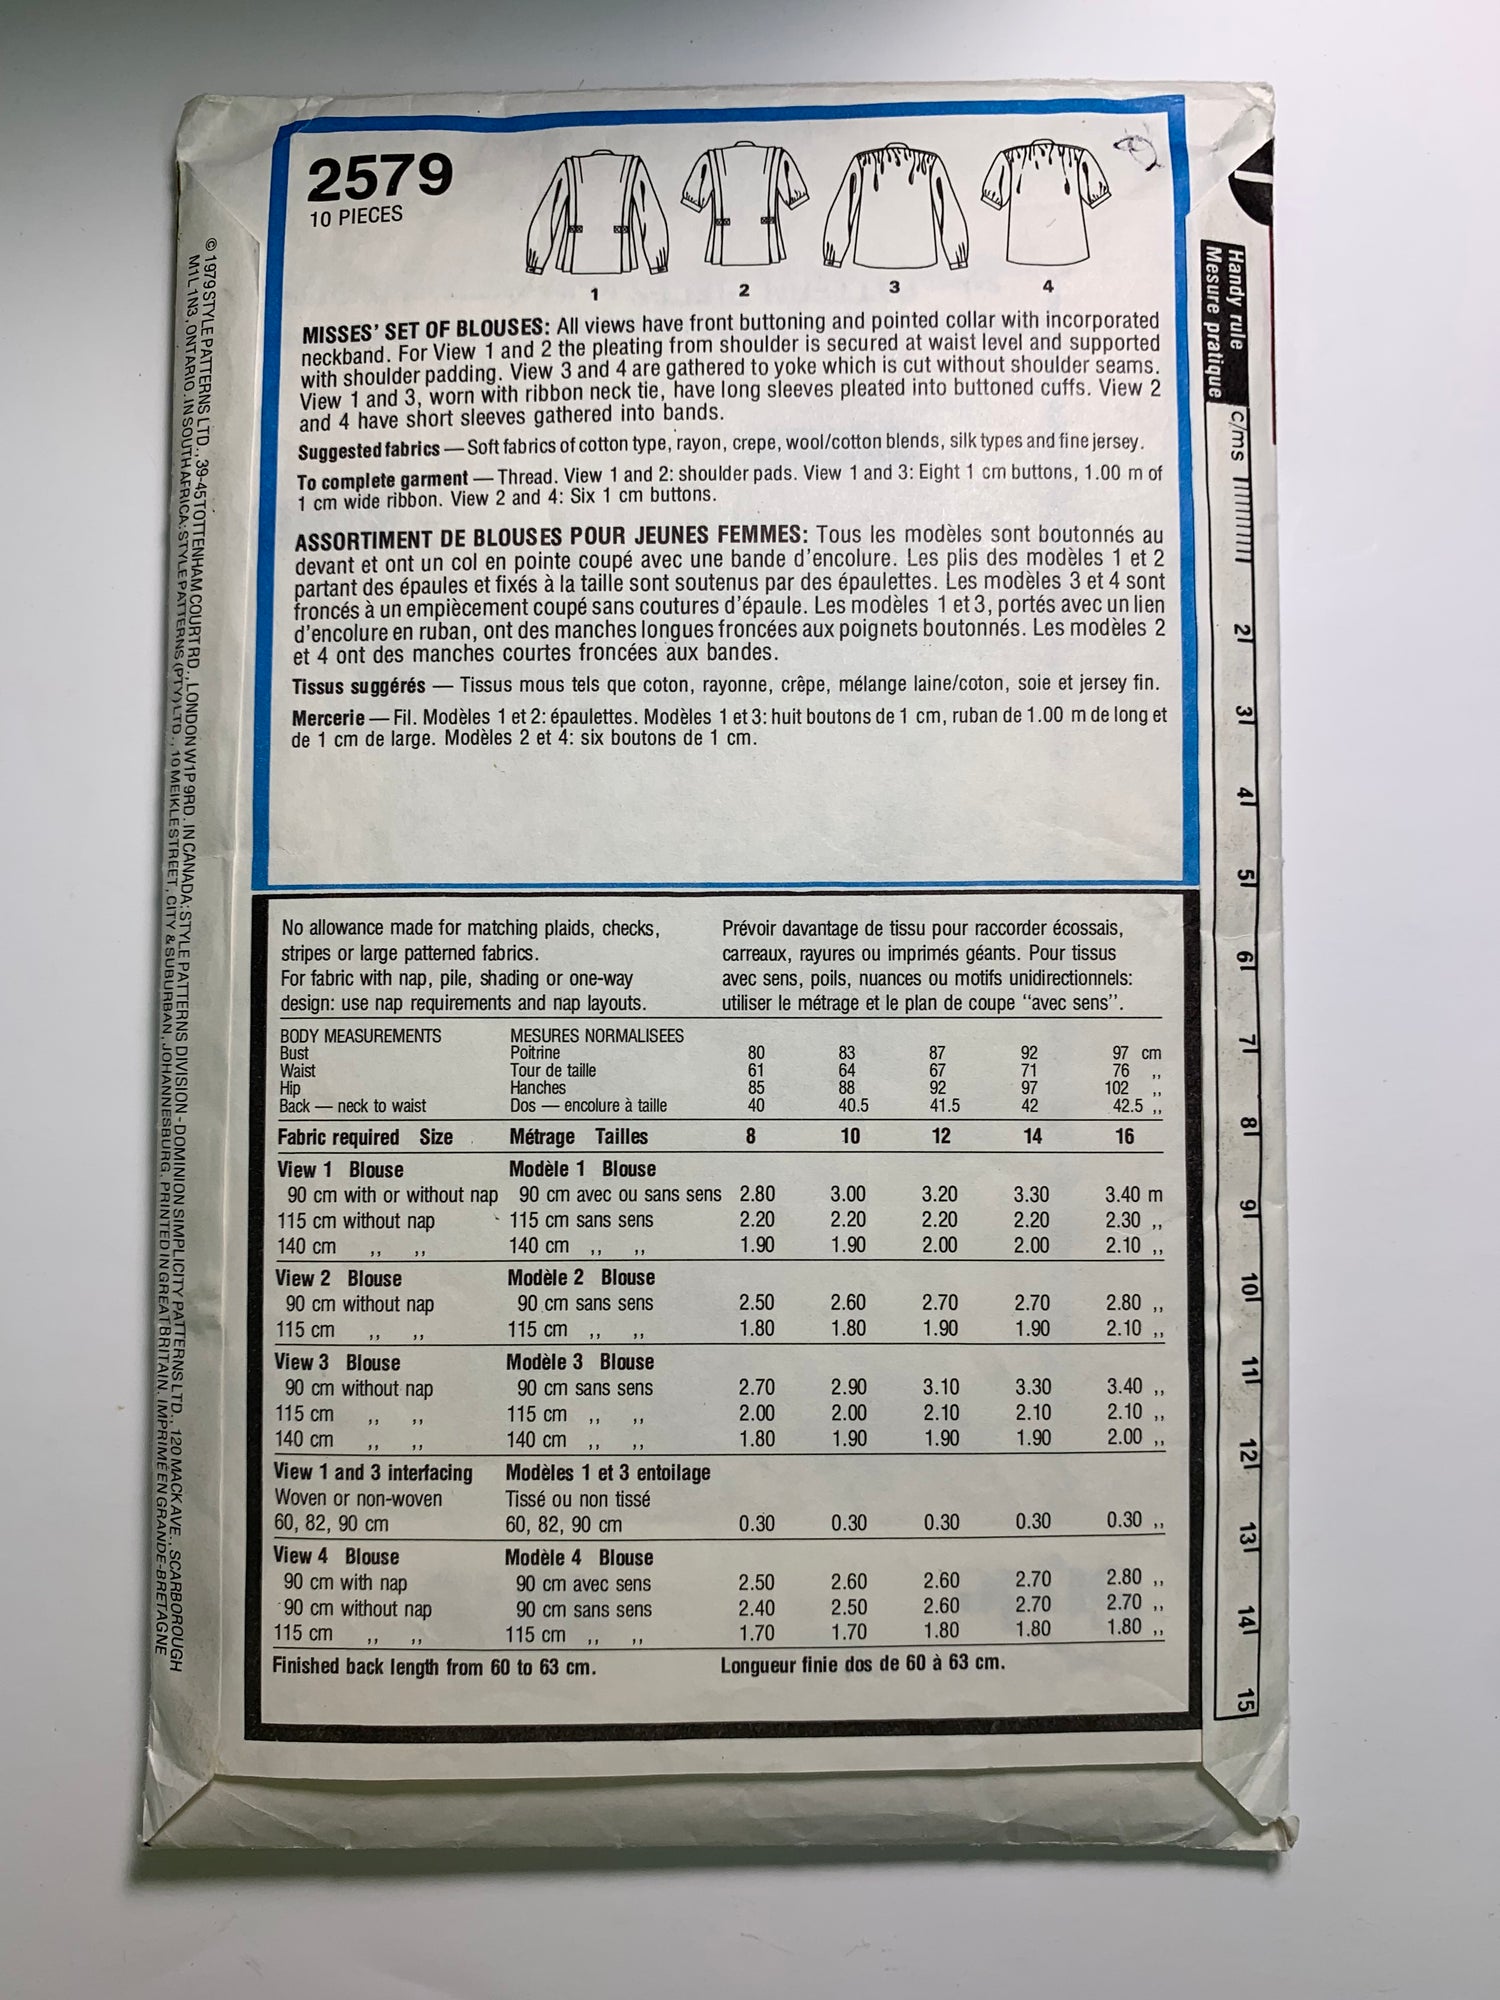 2579
10 PIECES
1 2 3 4
MISSES' SET OF BLOUSES: All views have front buttoning and pointed collar with incorporated
neckband. For View 1 and 2 the pleating from shoulder is secured at waist level and supported
with shoulder padding. View 3 and 4 are gathered to yoke which is cut without shoulder seams.
View 1 and 3, worn with ribbon neck tie, have long sleeves pleated into buttoned cuffs. View 2
and 4 have short sleeves gathered into bands.
Suggested fabrics — Soft fabrics of cotton type, rayon, crepe, wool/cotton blends, silk types and fine jersey.
To complete garment — Thread. View 1 and 2: shoulder pads. View 1 and 3: Eight 1 cm buttons, 1.00 m of
1 cm wide ribbon. View 2 and 4: Six 1 cm buttons.
ASSORTIMENT DE BLOUSES POUR JEUNES FEMMES: Tous les modèles sont boutonnés au
devant et ont un col en pointe coupé avec une bande d'encolure. Les plis des modèles 1 et 2
partant des épaules et fixés à la taille sont soutenus par des épaulettes. Les modèles 3 et 4 sont
froncés à un empiècement coupé sans coutures d'épaule. Les modèles 1 et 3, portés avec un lien
d'encolure en ruban, ont des manches longues froncées aux poignets boutonnés. Les modèles 2
et 4 ont des manches courtes froncées aux bandes.
Tissus suggérés — Tissus mous tels que coton, rayonne, crêpe, mélange laine/coton, soie et jersey fin.
Mercerie — Fil. Modèles 1 et 2: épaulettes. Modèles 1 et 3: huit boutons de 1 cm, ruban de 1.00 m de long et
de 1 cm de large. Modèles 2 et 4: six boutons de 1 cm.
No allowance made for matching plaids, checks,
stripes or large patterned fabrics.
For fabric with nap, pile, shading or one-way
design: use nap requirements and nap layouts.
Prévoir davantage de tissu pour raccorder écossais,
carreaux, rayures ou imprimés géants. Pour tissus
avec sens, poils, nuances ou motifs unidirectionnels:
utiliser le métrage et le plan de coupe "avec sens".
BODY MEASUREMENTS MESURES NORMALISEES
Bust Poitrine 80 83 87 92 97 cm
Waist Tour de taille 61 64 67 71 76 ,,
Hip Hanches 85 88 92 97 102 ,,
Back — neck to waist Dos — encolure à taille 40 40.5 41.5 42 42.5 ,,
Fabric required Size Métrage Tailles 8 10 12 14 16
View 1 Blouse Modèle 1 Blouse
90 cm with or without nap 90 cm avec ou sans sens 2.80 3.00 3.20 3.30 3.40 m
115 cm without nap 115 cm sans sens 2.20 2.20 2.20 2.20 2.30 ,,
140 cm ,, ,, 140 cm ,, ,, 1.90 1.90 2.00 2.00 2.10 ,,
View 2 Blouse Modèle 2 Blouse
90 cm without nap 90 cm sans sens 2.50 2.60 2.70 2.70 2.80 ,,
115 cm ,, ,, 115 cm ,, ,, 1.80 1.80 1.90 1.90 2.10 ,,
View 3 Blouse Modèle 3 Blouse
90 cm without nap 90 cm sans sens 2.70 2.90 3.10 3.30 3.40 ,,
115 cm ,, ,, 115 cm ,, ,, 2.00 2.00 2.10 2.10 2.10 ,,
140 cm ,, ,, 140 cm ,, ,, 1.80 1.90 1.90 1.90 2.00 ,,
View 1 and 3 interfacing Modèles 1 et 3 entoilage
Woven or non-woven Tissé ou non tissé
60, 82, 90 cm 60, 82, 90 cm 0.30 0.30 0.30 0.30 0.30 ,,
View 4 Blouse Modèle 4 Blouse
90 cm with nap 90 cm avec sens 2.50 2.60 2.60 2.70 2.80 ,,
90 cm without nap 90 cm sans sens 2.40 2.50 2.60 2.70 2.70 ,,
115 cm ,, ,, 115 cm ,, ,, 1.70 1.70 1.80 1.80 1.80 ,,
Finished back length from 60 to 63 cm. Longueur finie dos de 60 à 63 cm.
© 1979 STYLE PATTERNS LTD., 39-45 TOTTENHAM COURT RD., LONDON W1P 9RD. IN CANADA: STYLE PATTERNS DIVISION - DOMINION SIMPLICITY PATTERNS LTD., 120 MACK AVE., SCARBOROUGH
M1L 1N3, ONTARIO. IN SOUTH AFRICA: STYLE PATTERNS (PTY) LTD., 10 MEIKLE STREET, CITY & SUBURBAN, JOHANNESBURG. PRINTED IN GREAT BRITAIN. IMPRIMÉ EN GRANDE-BRETAGNE
Handy rule
Mesure pratique
c/ms 1 2 3 4 5 6 7 8 9 10 11 12 13 14 15